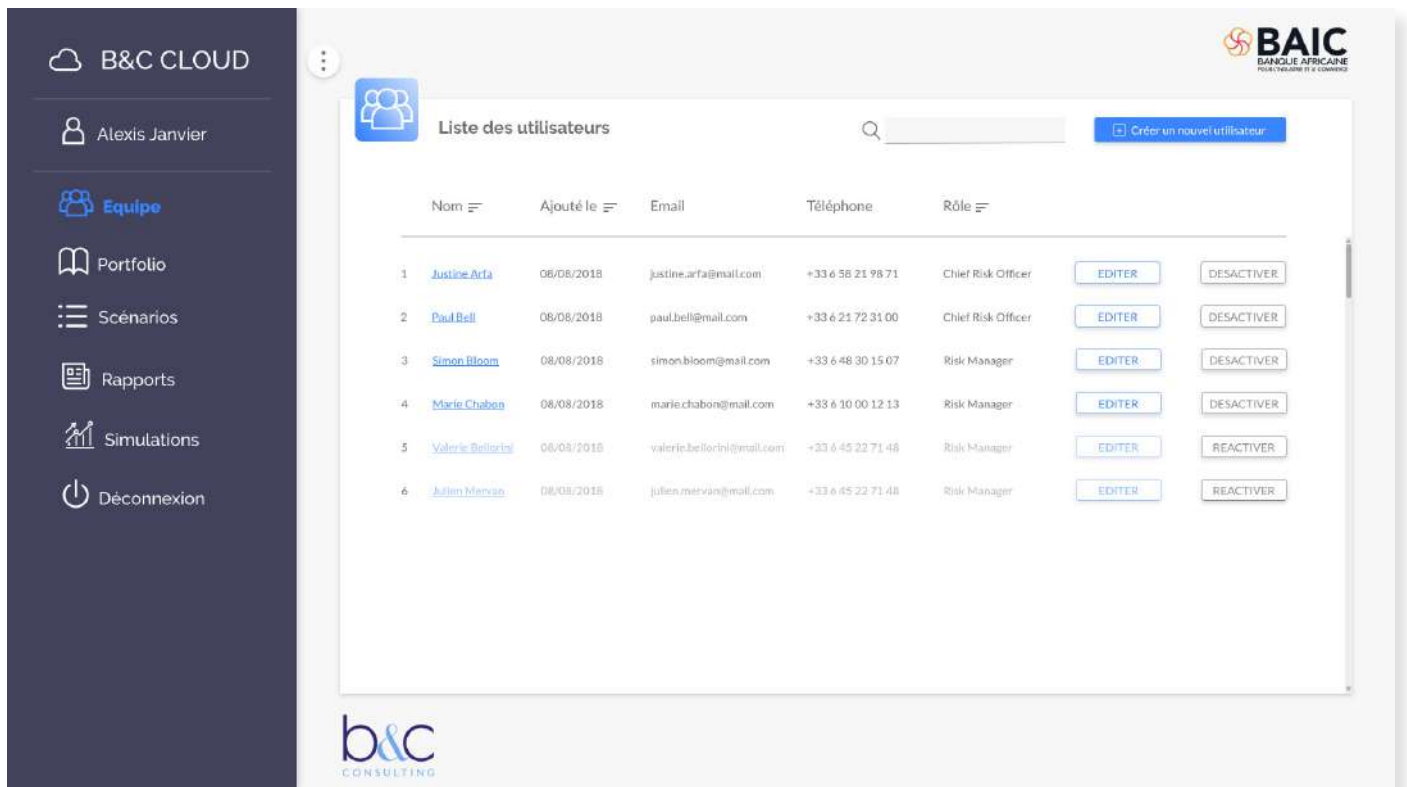 B&C CLOUD
Alexis Janvier
Equipe
Portfolio
Scénarios
Rapports
Simulations
Déconnexion
BAIC
BANQUE AFRICAINE
POUR L'INDUSTRIE ET LE COMMERCE
Liste des utilisateurs
Créer un nouvel utilisateur
Nom Ajouté le Email Téléphone Rôle
1 Justine Arfa 08/08/2018 justine.arfa@mail.com +33 6 58 21 98 71 Chief Risk Officer EDITER DESACTIVER
2 Paul Bell 08/08/2018 paul.bell@mail.com +33 6 21 72 31 00 Chief Risk Officer EDITER DESACTIVER
3 Simon Bloom 08/08/2018 simon.bloom@mail.com +33 6 48 30 15 07 Risk Manager EDITER DESACTIVER
4 Marie Chabon 08/08/2018 marie.chabon@mail.com +33 6 10 00 12 13 Risk Manager EDITER DESACTIVER
5 Valerie Bellorini 08/08/2018 valerie.bellorini@mail.com +33 6 45 22 71 48 Risk Manager EDITER REACTIVER
6 Julien Mervan 08/08/2018 julien.mervan@mail.com +33 6 45 22 71 48 Risk Manager EDITER REACTIVER
b&c
CONSULTING